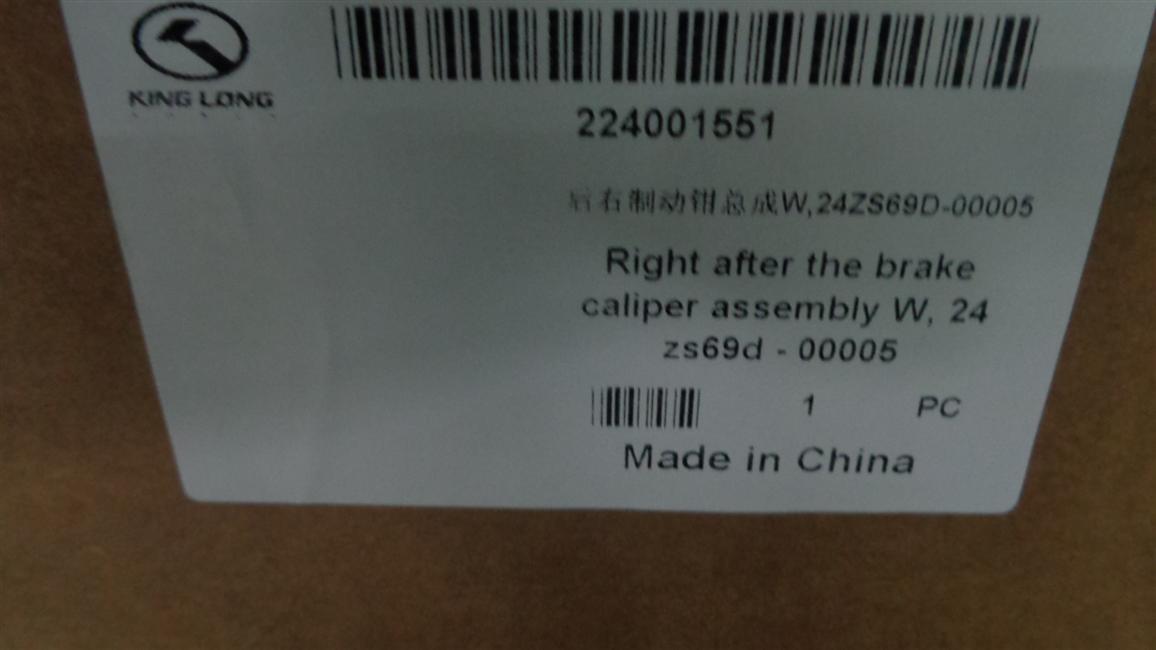 KING LONG
224001551
后右制动钳总成W,24ZS69D-00005
Right after the brake
caliper assembly W, 24
zs69d - 00005
1 PC
Made in China